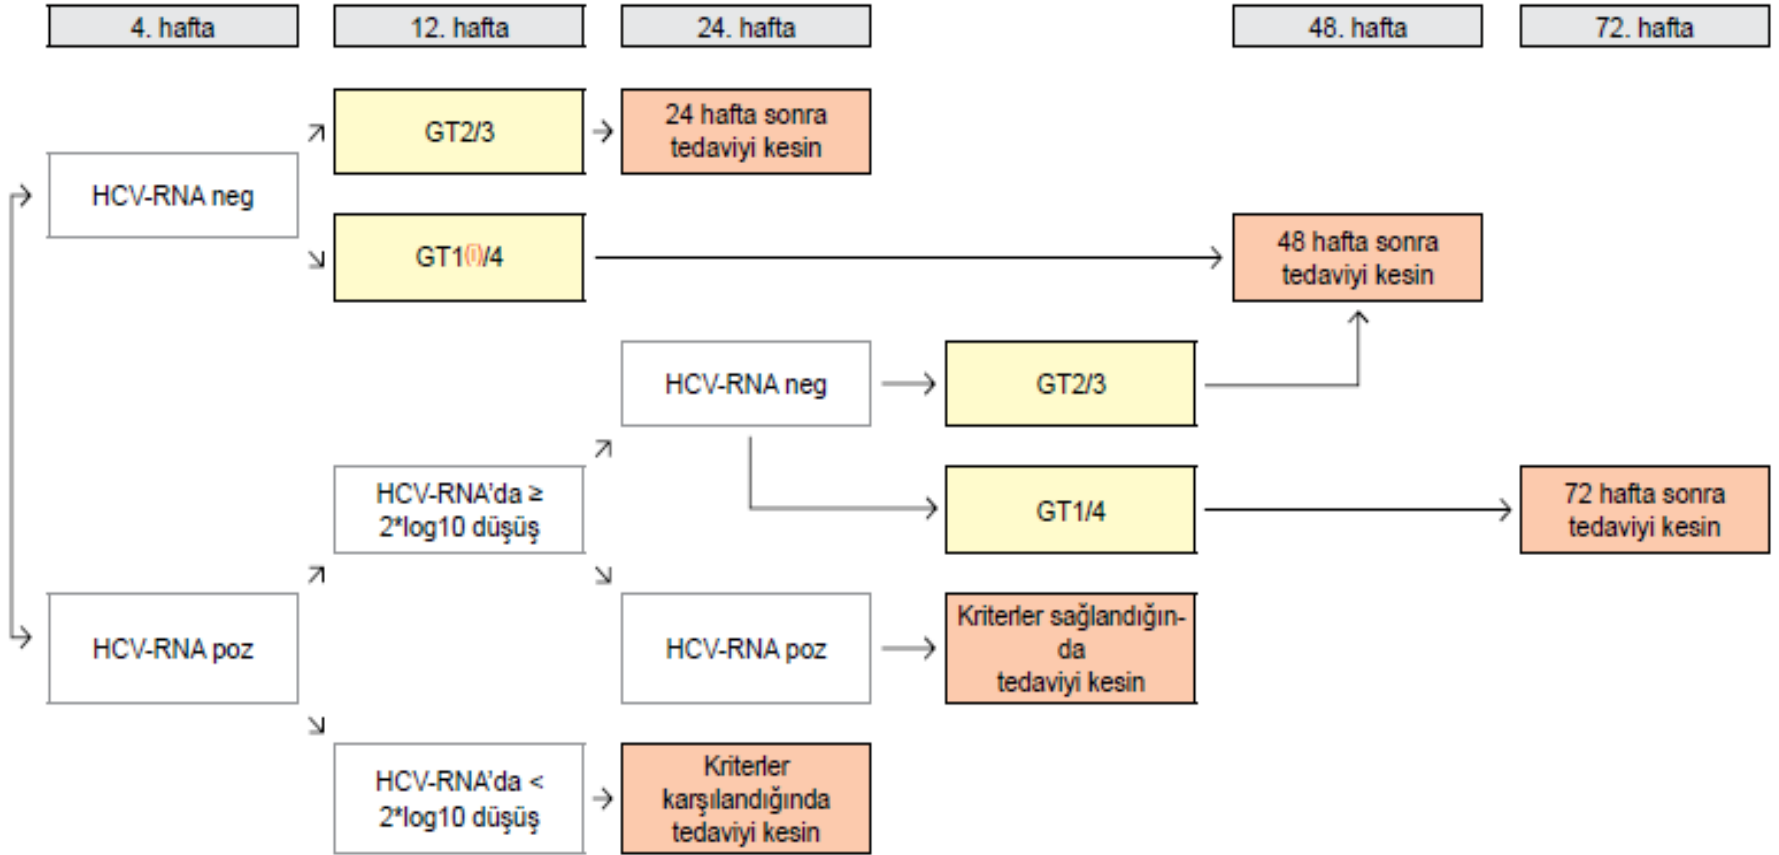 4. hafta
12. hafta
24. hafta
48. hafta
72. hafta
GT2/3
24 hafta sonra
tedaviyi kesin
HCV-RNA neg
GT1(i)/4
48 hafta sonra
tedaviyi kesin
HCV-RNA neg
GT2/3
HCV-RNA'da ≥
2*log10 düşüş
GT1/4
72 hafta sonra
tedaviyi kesin
HCV-RNA poz
HCV-RNA poz
Kriterler sağlandığın-
da
tedaviyi kesin
HCV-RNA'da <
2*log10 düşüş
Kriterler
karşılandığında
tedaviyi kesin